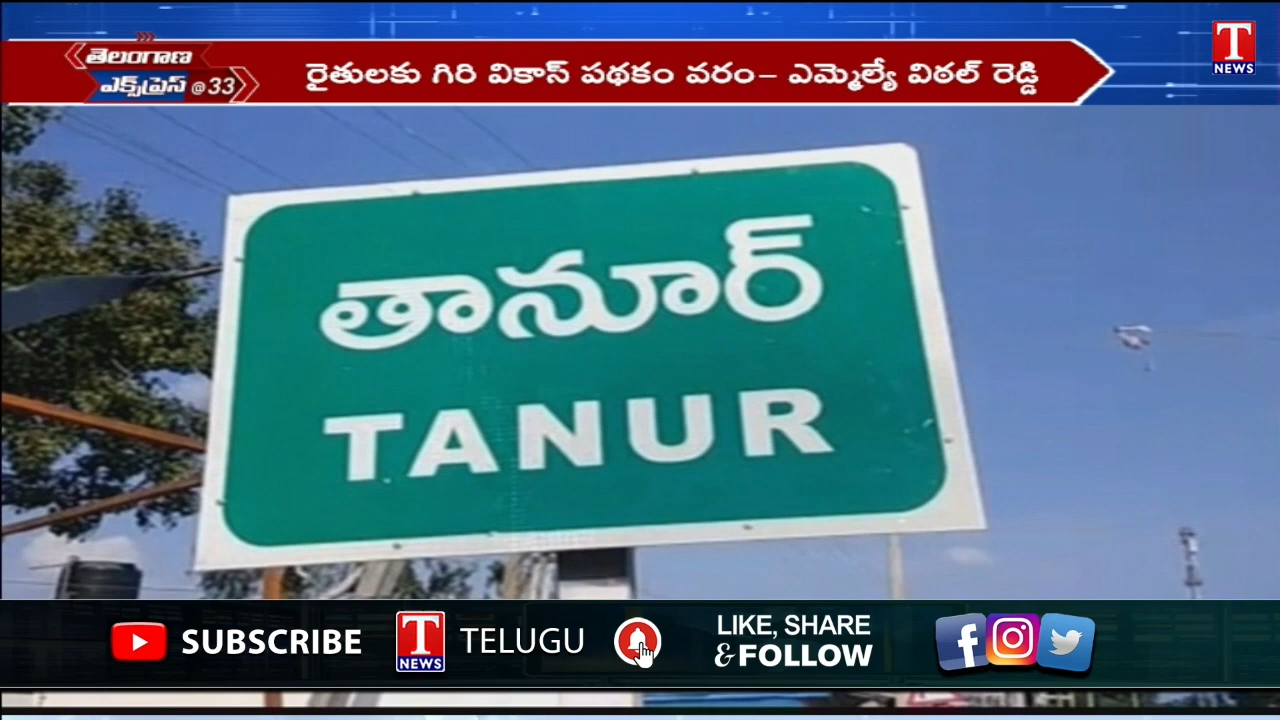 తెలంగాణ
ఎక్స్‌ప్రెస్ @33
రైతులకు గిరి వికాస్ పథకం వరం– ఎమ్మెల్యే విఠల్ రెడ్డి
T
NEWS
తానూర్
TANUR
SUBSCRIBE
T
NEWS
TELUGU
LIKE, SHARE
& FOLLOW